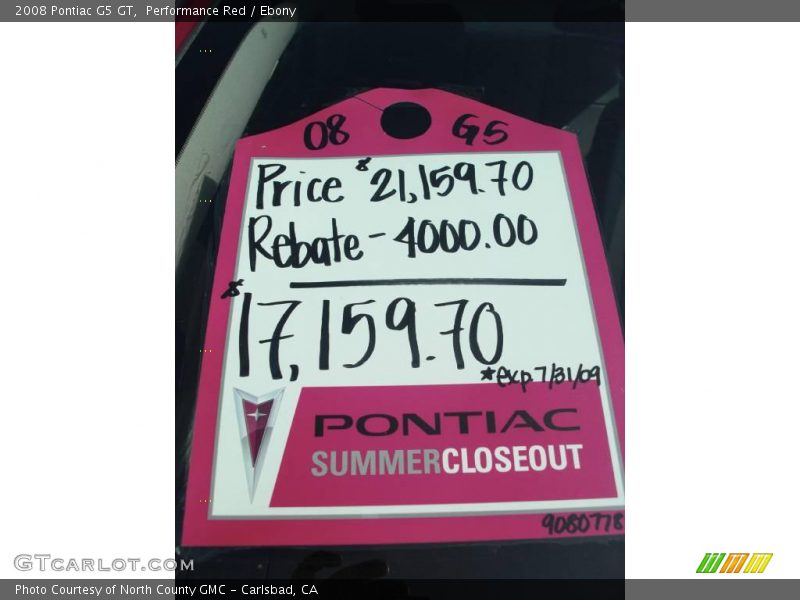 2008 Pontiac G5 GT, Performance Red / Ebony
08 G5
Price $21,159.70
Rebate - 4000.00
$17,159.70
*exp 7/31/09
PONTIAC
SUMMERCLOSEOUT
9080778
GTcarlot.com
Photo Courtesy of North County GMC - Carlsbad, CA